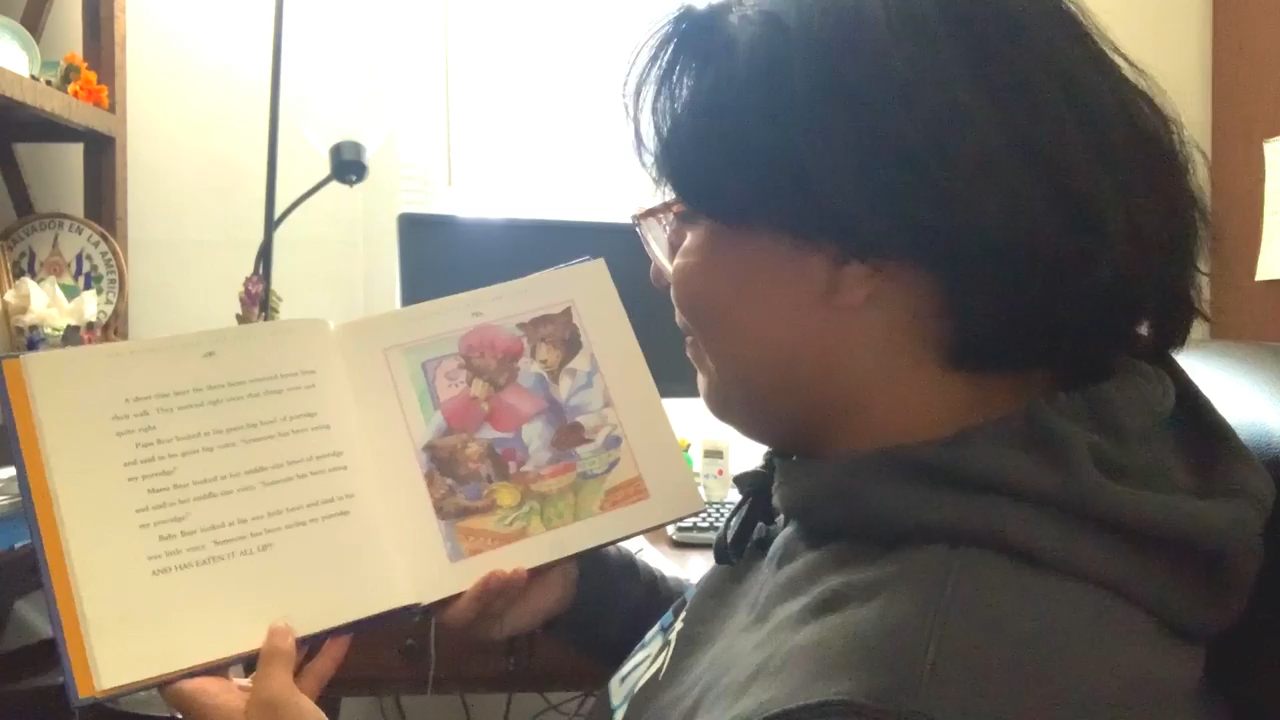 SALVADOR EN LA AMERICA C
A short time later the three bears returned home from
their walk. They noticed right away that things were not
quite right.
Papa Bear looked at his great big bowl of porridge
and said in his great big voice, "Someone has been eating
my porridge!"
Mama Bear looked at her middle-size bowl of porridge
and said in her middle-size voice, "Someone has been eating
my porridge!"
Baby Bear looked at his wee little bowl and said in his
wee little voice, "Someone has been eating my porridge,
AND HAS EATEN IT ALL UP!"